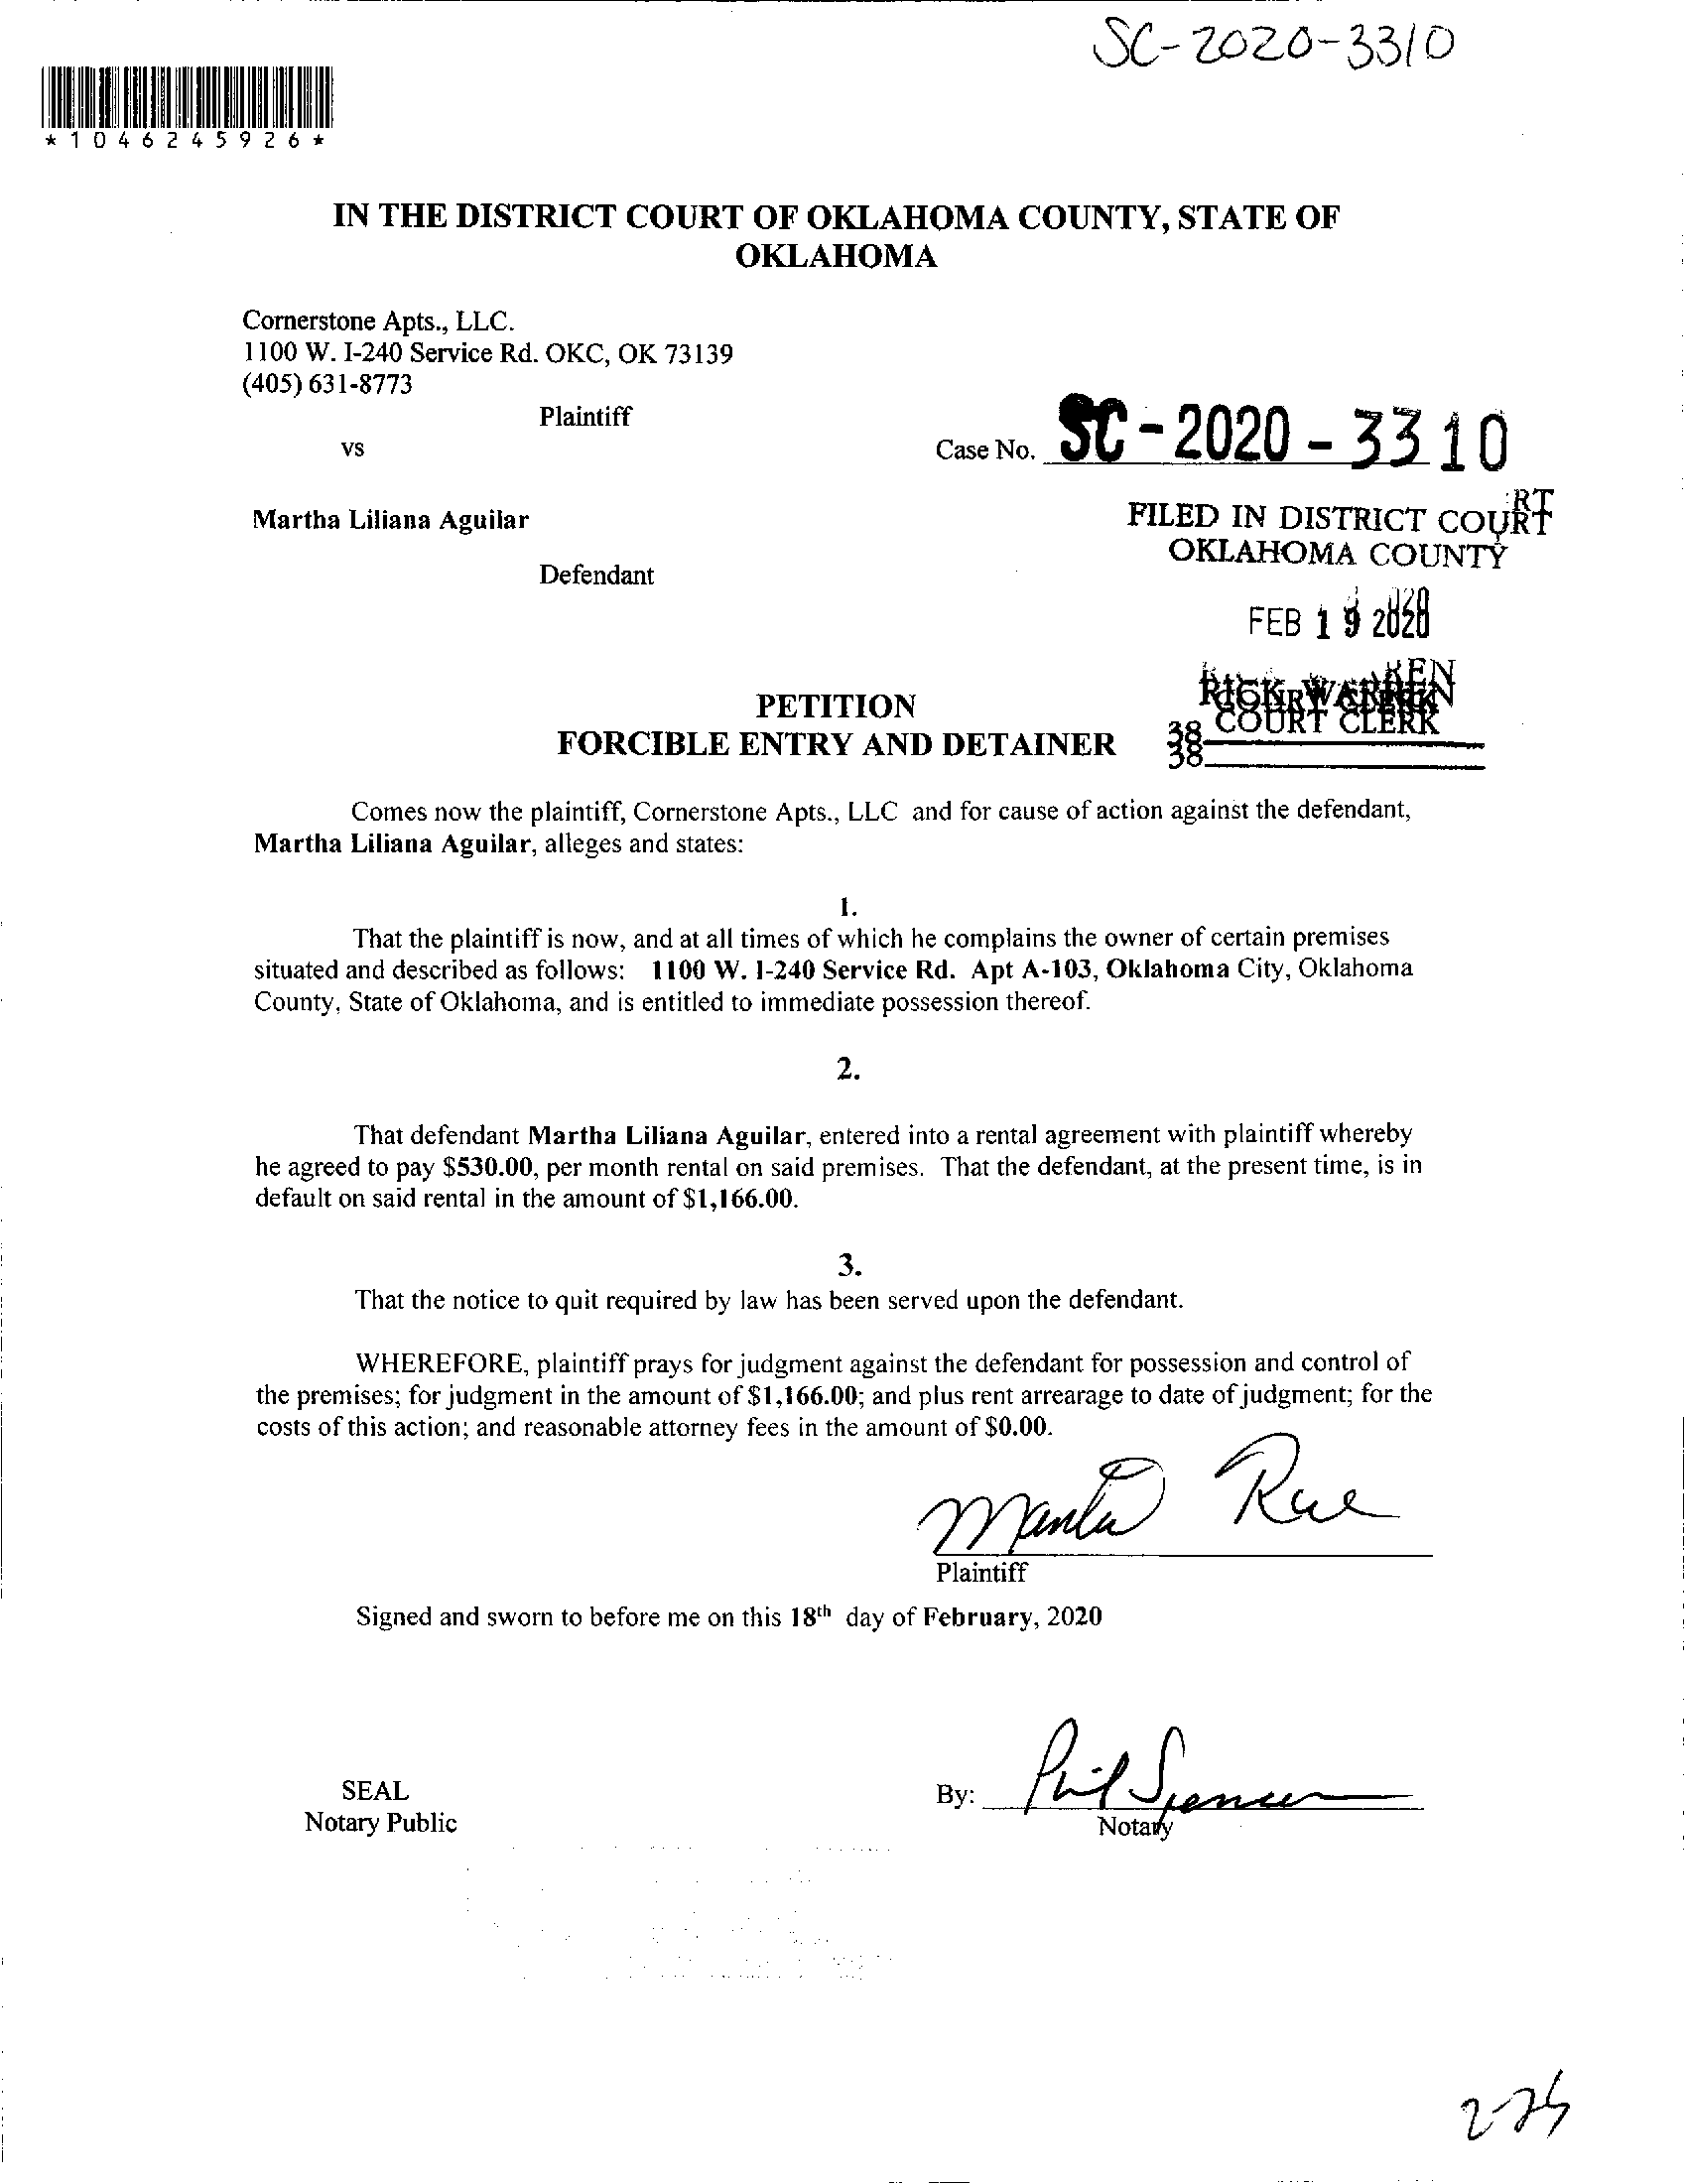 SC-2020-3310
*1046245926*
IN THE DISTRICT COURT OF OKLAHOMA COUNTY, STATE OF
OKLAHOMA
Cornerstone Apts., LLC.
1100 W. I-240 Service Rd. OKC, OK 73139
(405) 631-8773
Plaintiff
vs
Case No. SC-2020-3310
Martha Liliana Aguilar
FILED IN DISTRICT COURT
OKLAHOMA COUNTY
Defendant
FEB 19 2020
RICK WARREN
COURT CLERK
38
PETITION
FORCIBLE ENTRY AND DETAINER
Comes now the plaintiff, Cornerstone Apts., LLC and for cause of action against the defendant,
Martha Liliana Aguilar, alleges and states:
1.
That the plaintiff is now, and at all times of which he complains the owner of certain premises
situated and described as follows: 1100 W. I-240 Service Rd. Apt A-103, Oklahoma City, Oklahoma
County, State of Oklahoma, and is entitled to immediate possession thereof.
2.
That defendant Martha Liliana Aguilar, entered into a rental agreement with plaintiff whereby
he agreed to pay $530.00, per month rental on said premises. That the defendant, at the present time, is in
default on said rental in the amount of $1,166.00.
3.
That the notice to quit required by law has been served upon the defendant.
WHEREFORE, plaintiff prays for judgment against the defendant for possession and control of
the premises; for judgment in the amount of $1,166.00; and plus rent arrearage to date of judgment; for the
costs of this action; and reasonable attorney fees in the amount of $0.00.
Plaintiff
Signed and sworn to before me on this 18th day of February, 2020
SEAL
By: Phil Spencer
Notary Public
Notary